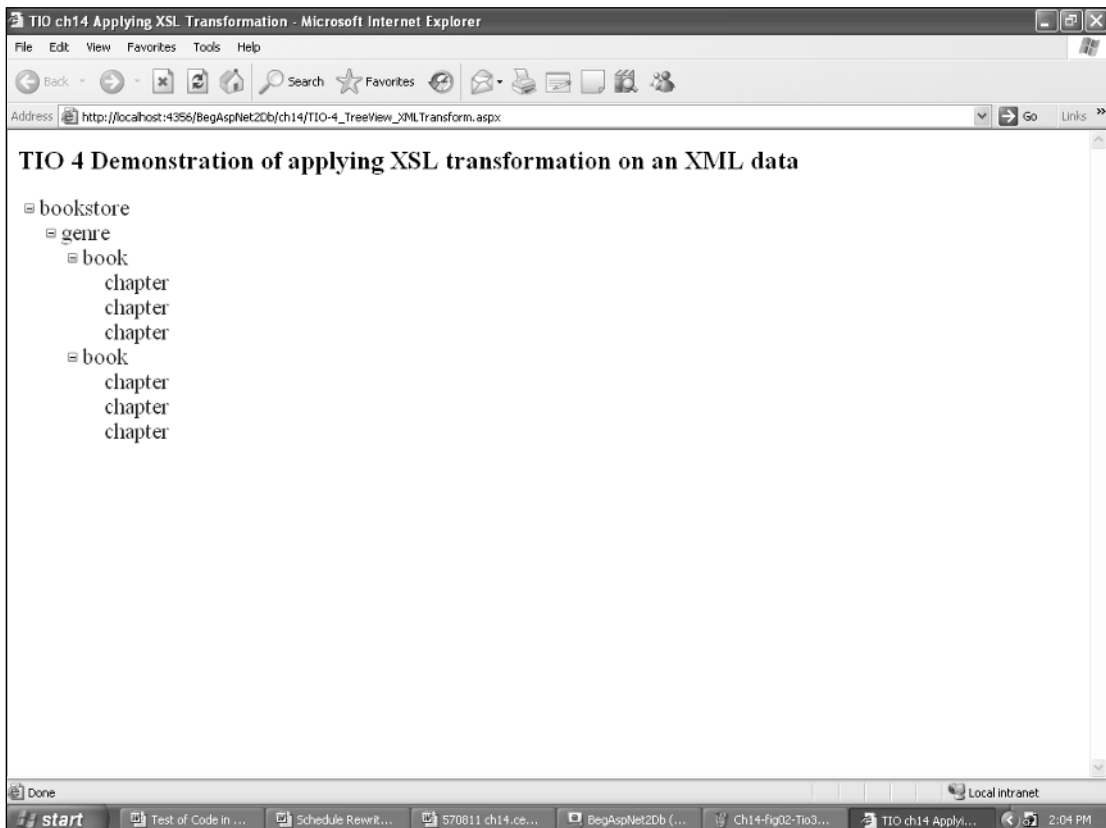 TIO ch14 Applying XSL Transformation - Microsoft Internet Explorer
File Edit View Favorites Tools Help
Back Search Favorites
Address http://localhost:4356/BegAspNet2Db/ch14/TIO-4_TreeView_XMLTransform.aspx Go Links »
TIO 4 Demonstration of applying XSL transformation on an XML data
bookstore
genre
book
chapter
chapter
chapter
book
chapter
chapter
chapter
Done Local intranet
start Test of Code in ... Schedule Rewrit... 570811 ch14.ce... BegAspNet2Db (... Ch14-fig02-Tio3... TIO ch14 Applyi... 2:04 PM